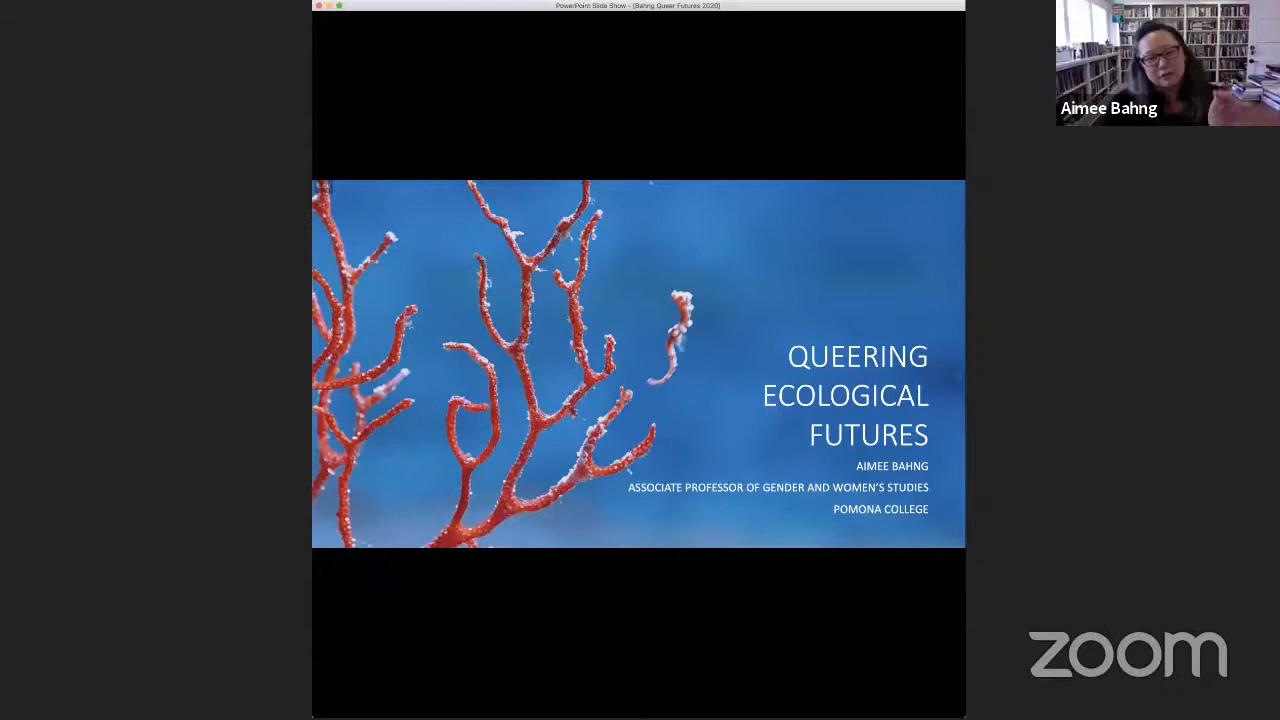 PowerPoint Slide Show - [Bahng Queer Futures 2020]
Aimee Bahng
QUEERING
ECOLOGICAL
FUTURES
AIMEE BAHNG
ASSOCIATE PROFESSOR OF GENDER AND WOMEN'S STUDIES
POMONA COLLEGE
zoom